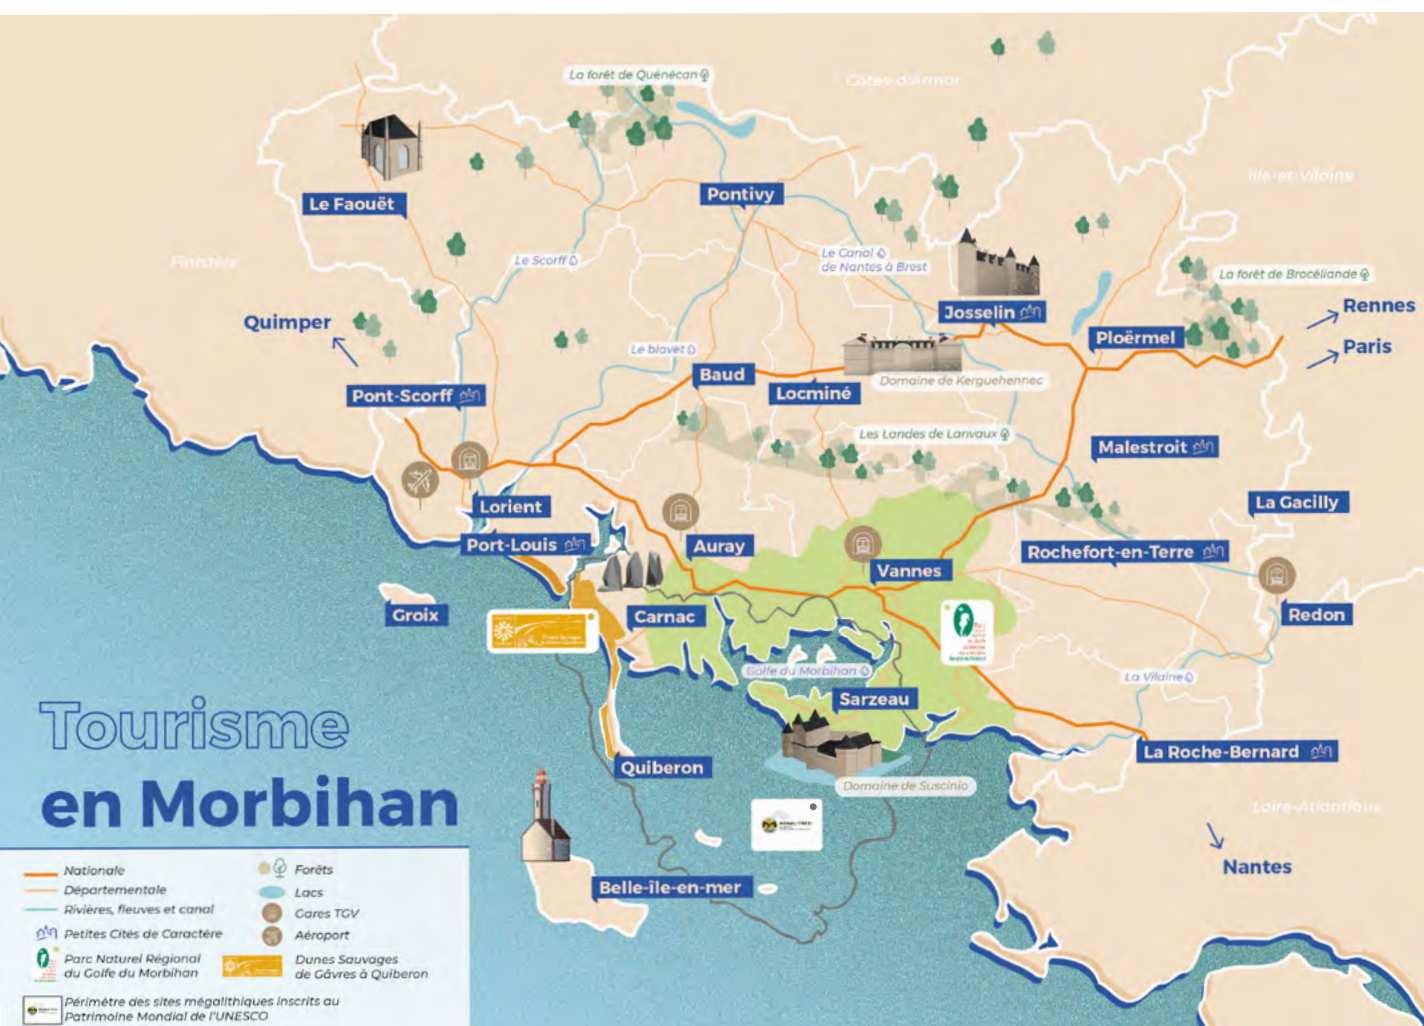 La forêt de Quénécan
Côtes-d'Armor
Ille-et-Vilaine
Le Faouët
Pontivy
Finistère
Le Scorff
Le Canal
de Nantes à Brest
La forêt de Brocéliande
Quimper
Josselin
Rennes
Ploërmel
Paris
Le blavet
Baud
Domaine de Kerguehennec
Locminé
Pont-Scorff
Les Landes de Lanvaux
Malestroit
La Gacilly
Lorient
Port-Louis
Auray
Rochefort-en-Terre
Vannes
Groix
Carnac
Redon
Dunes Sauvages
Golfe du Morbihan
La Vilaine
Sarzeau
Tourisme
en Morbihan
Quiberon
La Roche-Bernard
Domaine de Suscinio
Loire-Atlantique
Nantes
Belle-île-en-mer
Nationale
Départementale
Rivières, fleuves et canal
Petites Cités de Caractère
Parc Naturel Régional
du Golfe du Morbihan
Forêts
Lacs
Gares TGV
Aéroport
Dunes Sauvages
de Gâvres à Quiberon
Périmètre des sites mégalithiques inscrits au
Patrimoine Mondial de l'UNESCO